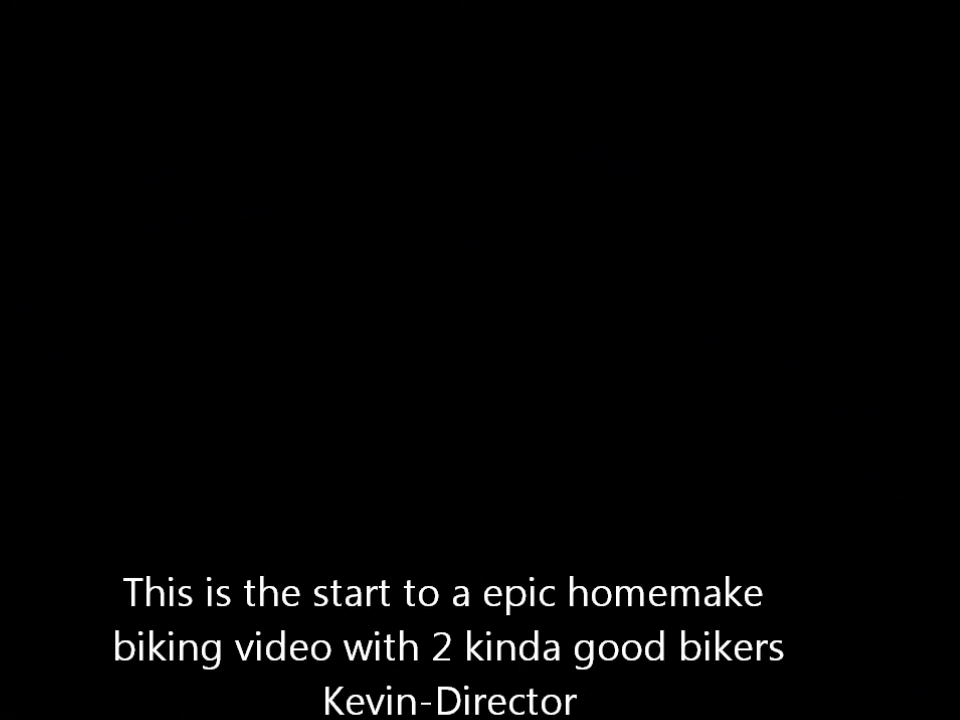 This is the start to a epic homemake
biking video with 2 kinda good bikers
Kevin-Director